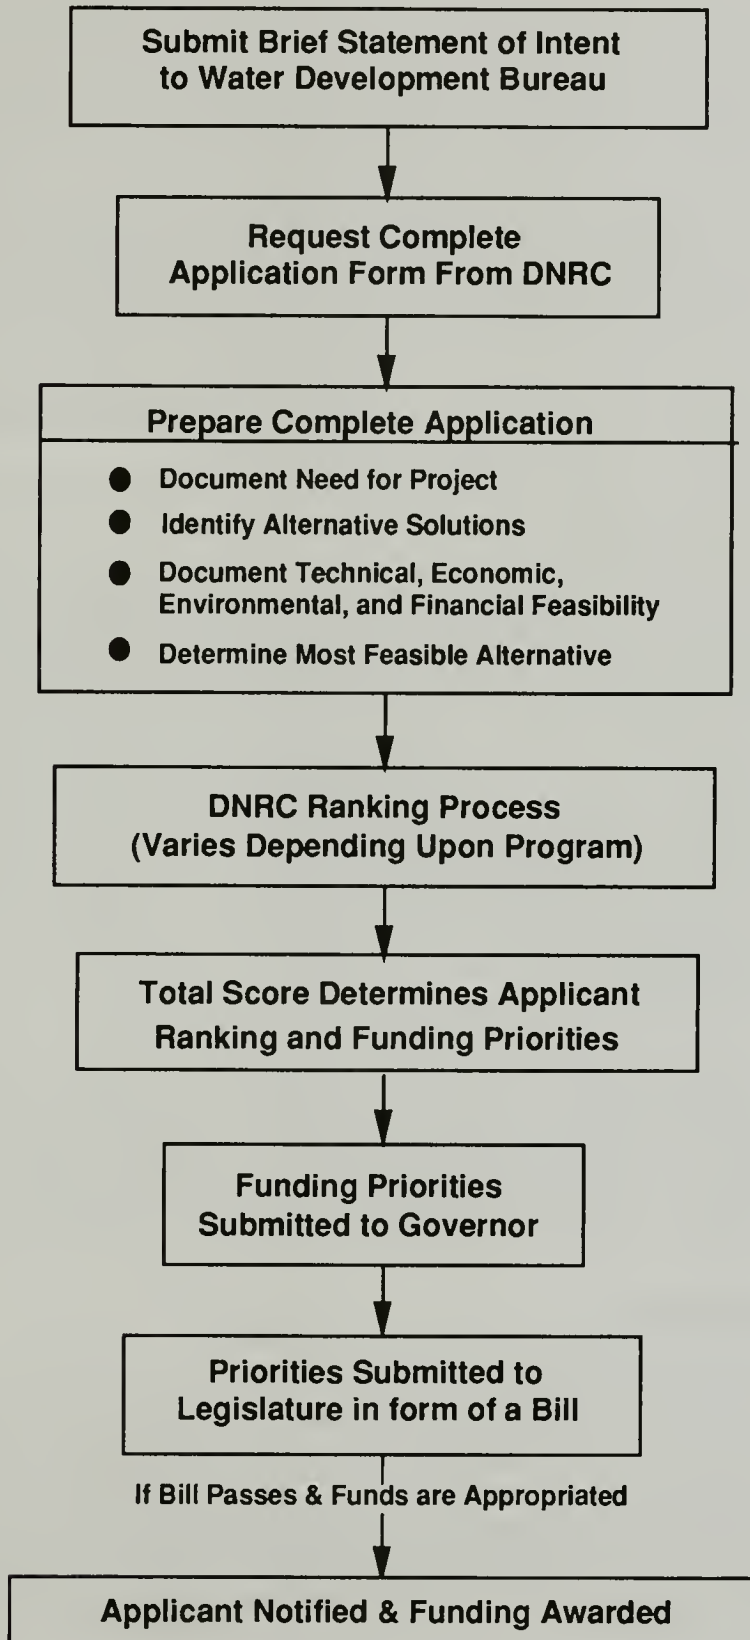 Submit Brief Statement of Intent
to Water Development Bureau
Request Complete
Application Form From DNRC
Prepare Complete Application
● Document Need for Project
● Identify Alternative Solutions
● Document Technical, Economic,
Environmental, and Financial Feasibility
● Determine Most Feasible Alternative
DNRC Ranking Process
(Varies Depending Upon Program)
Total Score Determines Applicant
Ranking and Funding Priorities
Funding Priorities
Submitted to Governor
Priorities Submitted to
Legislature in form of a Bill
If Bill Passes & Funds are Appropriated
Applicant Notified & Funding Awarded